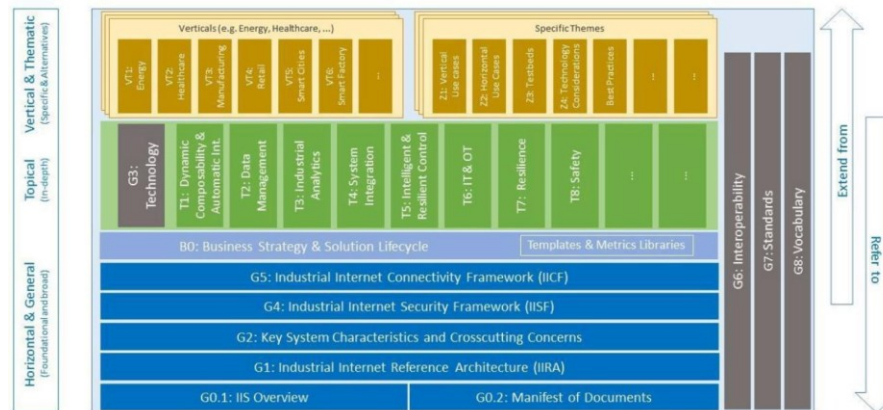 Vertical & Thematic
(Specific & Alternatives)
Verticals (e.g. Energy, Healthcare, ...)
VT1:
Energy
VT2:
Healthcare
VT3:
Manufacturing
VT4:
Retail
VT5:
Smart Cities
VT6:
Smart Factory
...
Specific Themes
Z1: Vertical
Use cases
Z2: Horizontal
Use Cases
Z3: Testbeds
Z4: Technology
Considerations
Best Practices
...
...
Topical
(In-depth)
G3:
Technology
T1: Dynamic
Composability &
Automatic Int.
T2: Data
Management
T3: Industrial
Analytics
T4: System
Integration
T5: Intelligent &
Resilient Control
T6: IT & OT
T7: Resilience
T8: Safety
...
...
B0: Business Strategy & Solution Lifecycle
Templates & Metrics Libraries
Horizontal & General
(Foundational and broad)
G5: Industrial Internet Connectivity Framework (IICF)
G4: Industrial Internet Security Framework (IISF)
G2: Key System Characteristics and Crosscutting Concerns
G1: Industrial Internet Reference Architecture (IIRA)
G0.1: IIS Overview
G0.2: Manifest of Documents
G6: Interoperability
G7: Standards
G8: Vocabulary
Extend from
Refer to